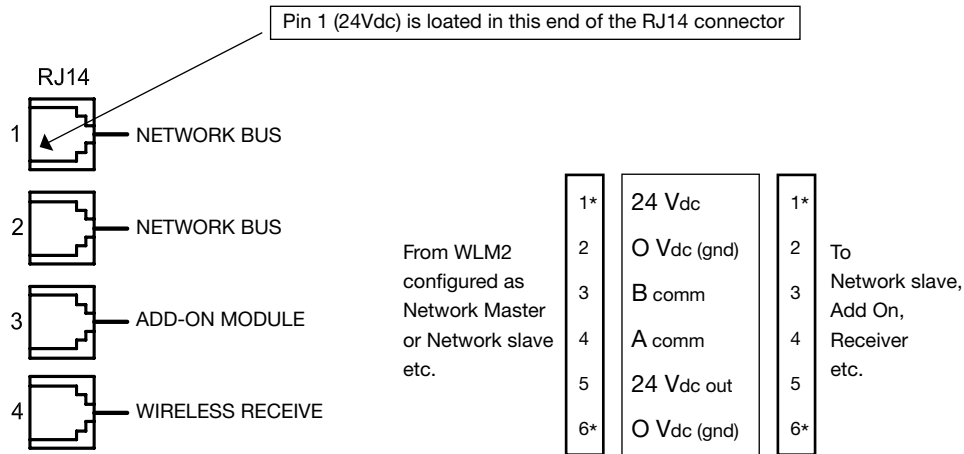 Pin 1 (24Vdc) is loated in this end of the RJ14 connector
RJ14
1 NETWORK BUS
2 NETWORK BUS
3 ADD-ON MODULE
4 WIRELESS RECEIVE
From WLM2
configured as
Network Master
or Network slave
etc.
1* 24 Vdc 1*
2 O Vdc (gnd) 2
3 B comm 3
4 A comm 4
5 24 Vdc out 5
6* O Vdc (gnd) 6*
To
Network slave,
Add On,
Receiver
etc.